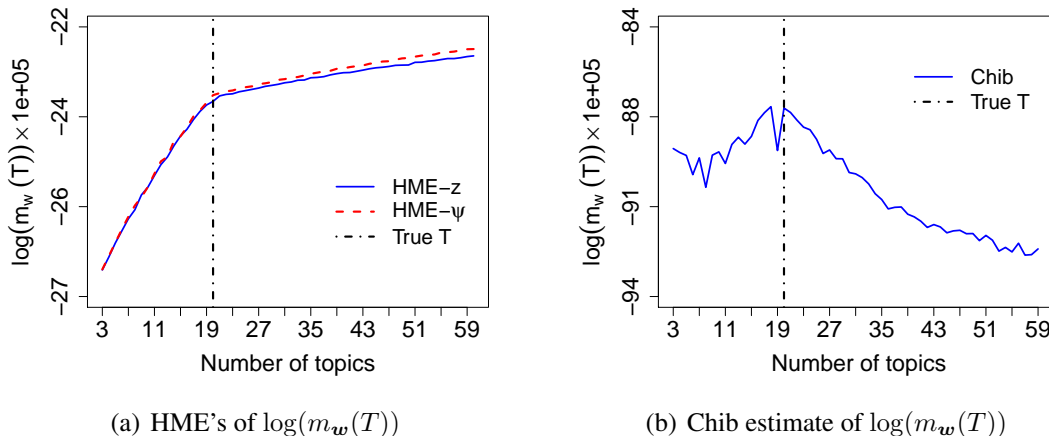 −22
−24
−26
−27
log(m_w (T)) × 1e+05
HME−z
HME−ψ
True T
3 11 19 27 35 43 51 59
Number of topics
(a) HME's of log(m_w(T))
−84
−88
−91
−94
log(m_w (T)) × 1e+05
Chib
True T
3 11 19 27 35 43 51 59
Number of topics
(b) Chib estimate of log(m_w(T))